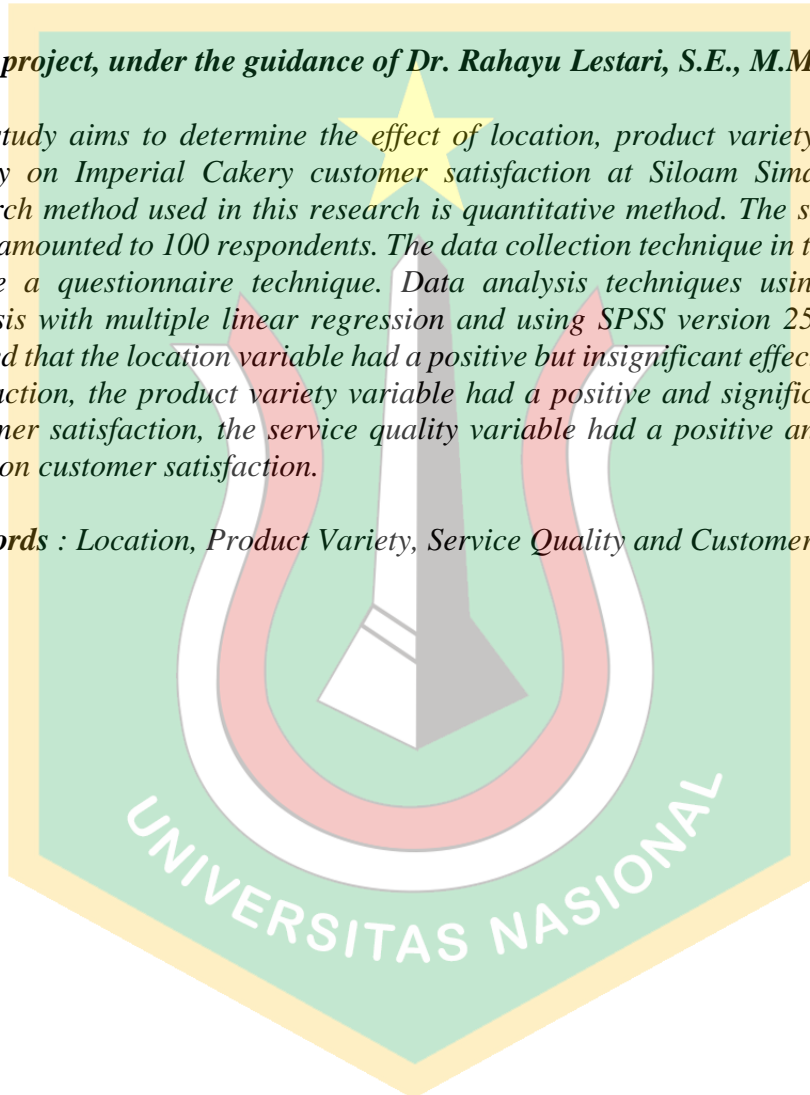 project, under the guidance of Dr. Rahayu Lestari, S.E., M.M
tudy aims to determine the effect of location, product variety
y on Imperial Cakery customer satisfaction at Siloam Sima
rch method used in this research is quantitative method. The s
amounted to 100 respondents. The data collection technique in t
e a questionnaire technique. Data analysis techniques usin
sis with multiple linear regression and using SPSS version 25
d that the location variable had a positive but insignificant effec
ction, the product variety variable had a positive and signific
ner satisfaction, the service quality variable had a positive an
on customer satisfaction.
ords : Location, Product Variety, Service Quality and Customer
UNIVERSITAS NASIONAL